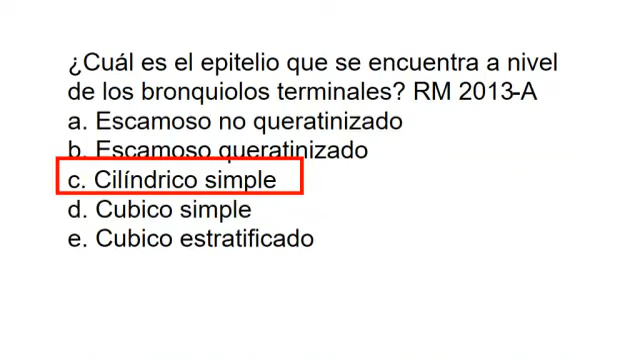 ¿Cuál es el epitelio que se encuentra a nivel
de los bronquiolos terminales? RM 2013-A
a. Escamoso no queratinizado
b. Escamoso queratinizado
c. Cilíndrico simple
d. Cubico simple
e. Cubico estratificado